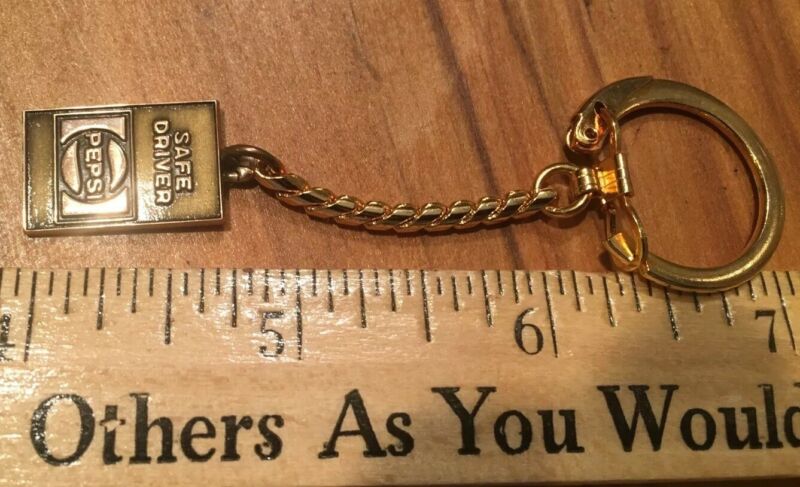 SAFE
DRIVER
PEPSI
4 5 6 7
Others As You Would